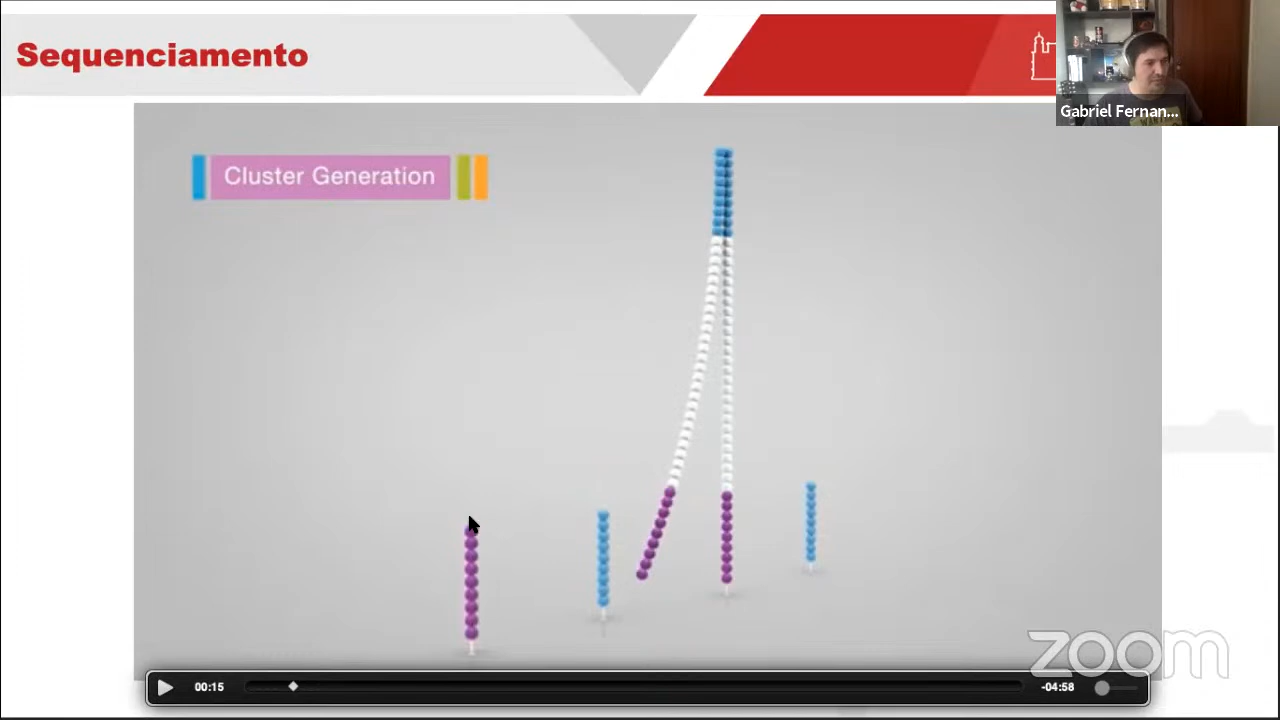 Sequenciamento
Gabriel Fernan...
Cluster Generation
zoom
00:15
-04:58